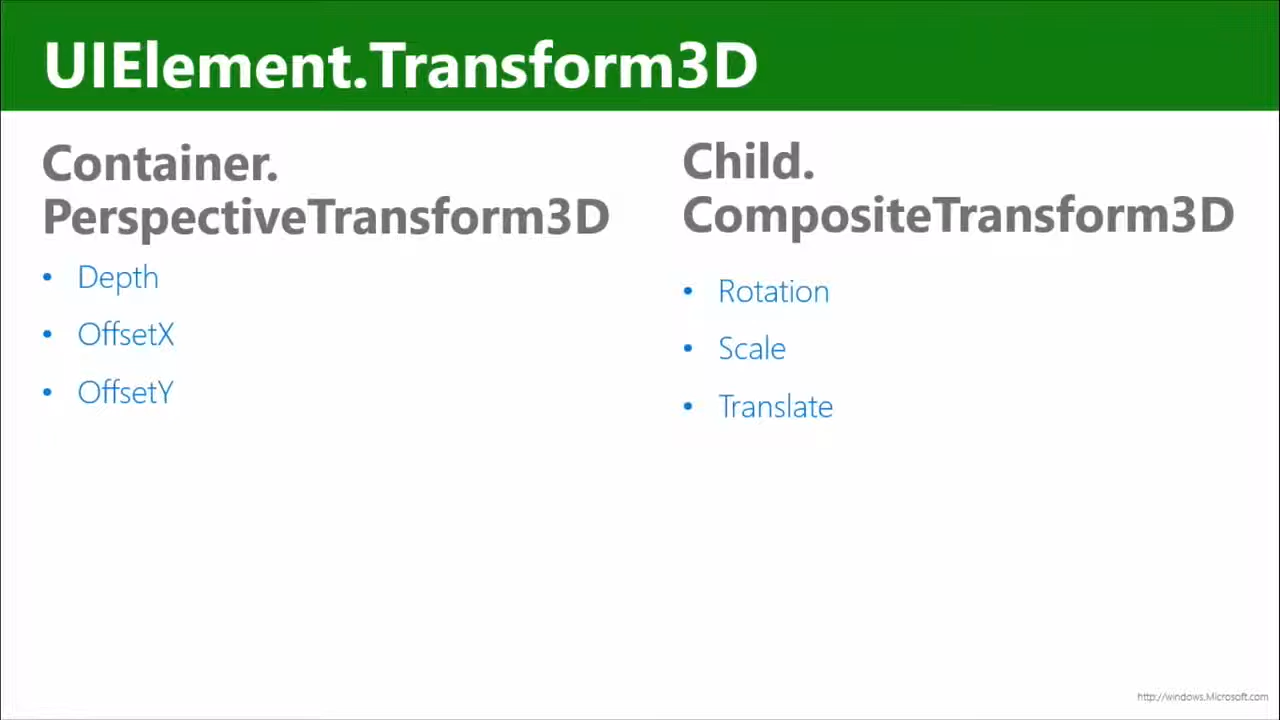 UIElement.Transform3D
Container.
PerspectiveTransform3D
• Depth
• OffsetX
• OffsetY
Child.
CompositeTransform3D
• Rotation
• Scale
• Translate
http://windows.Microsoft.com